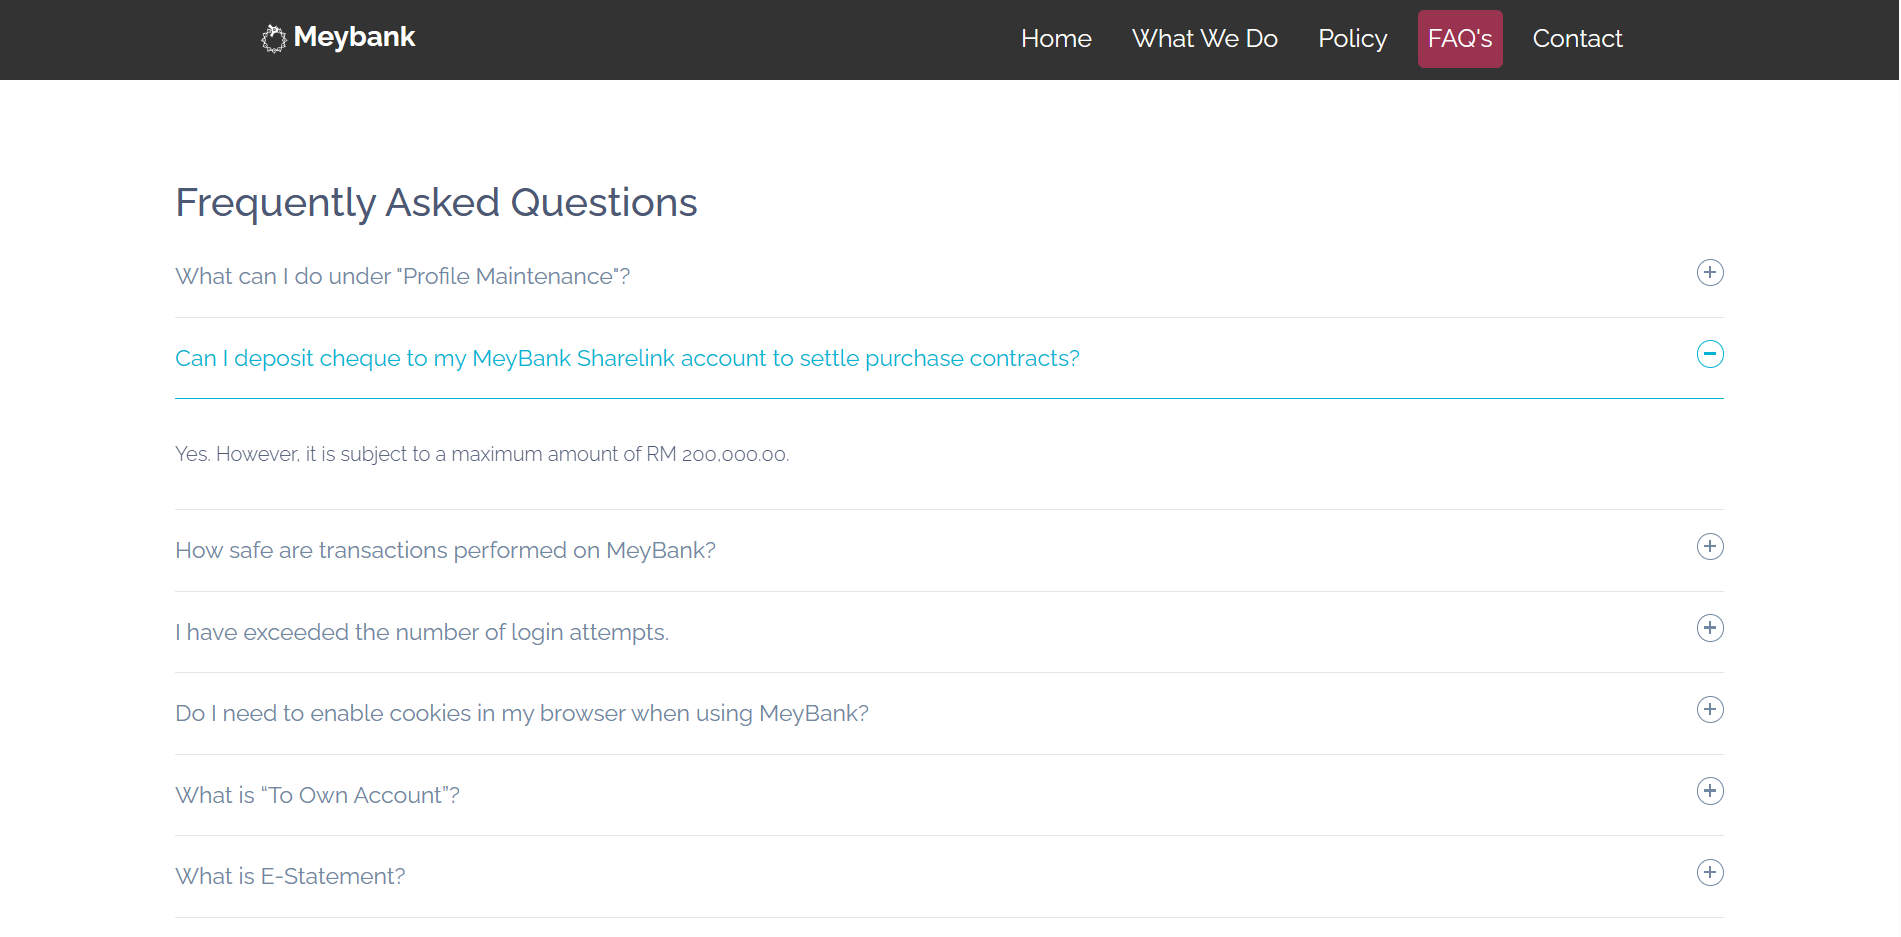 Meybank
Home What We Do Policy FAQ's Contact
Frequently Asked Questions
What can I do under "Profile Maintenance"?
Can I deposit cheque to my MeyBank Sharelink account to settle purchase contracts?
Yes. However, it is subject to a maximum amount of RM 200,000.00.
How safe are transactions performed on MeyBank?
I have exceeded the number of login attempts.
Do I need to enable cookies in my browser when using MeyBank?
What is “To Own Account”?
What is E-Statement?